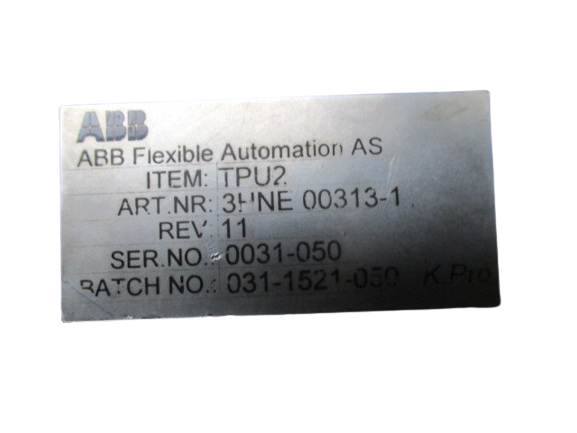 ABB
ABB Flexible Automation AS
ITEM: TPU2
ART.NR: 3HNE 00313-1
REV: 11
SER.NO.: 0031-050
BATCH NO.: 031-1521-050 K.Pro